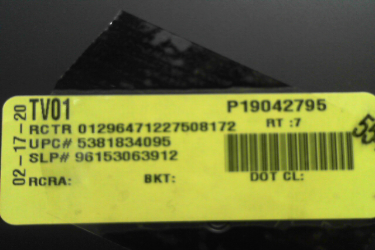 02-17-20
TV01 P19042795
RCTR 01296471227508172 RT :7
UPC# 5381834095
SLP# 96153063912
RCRA: BKT: DOT CL: